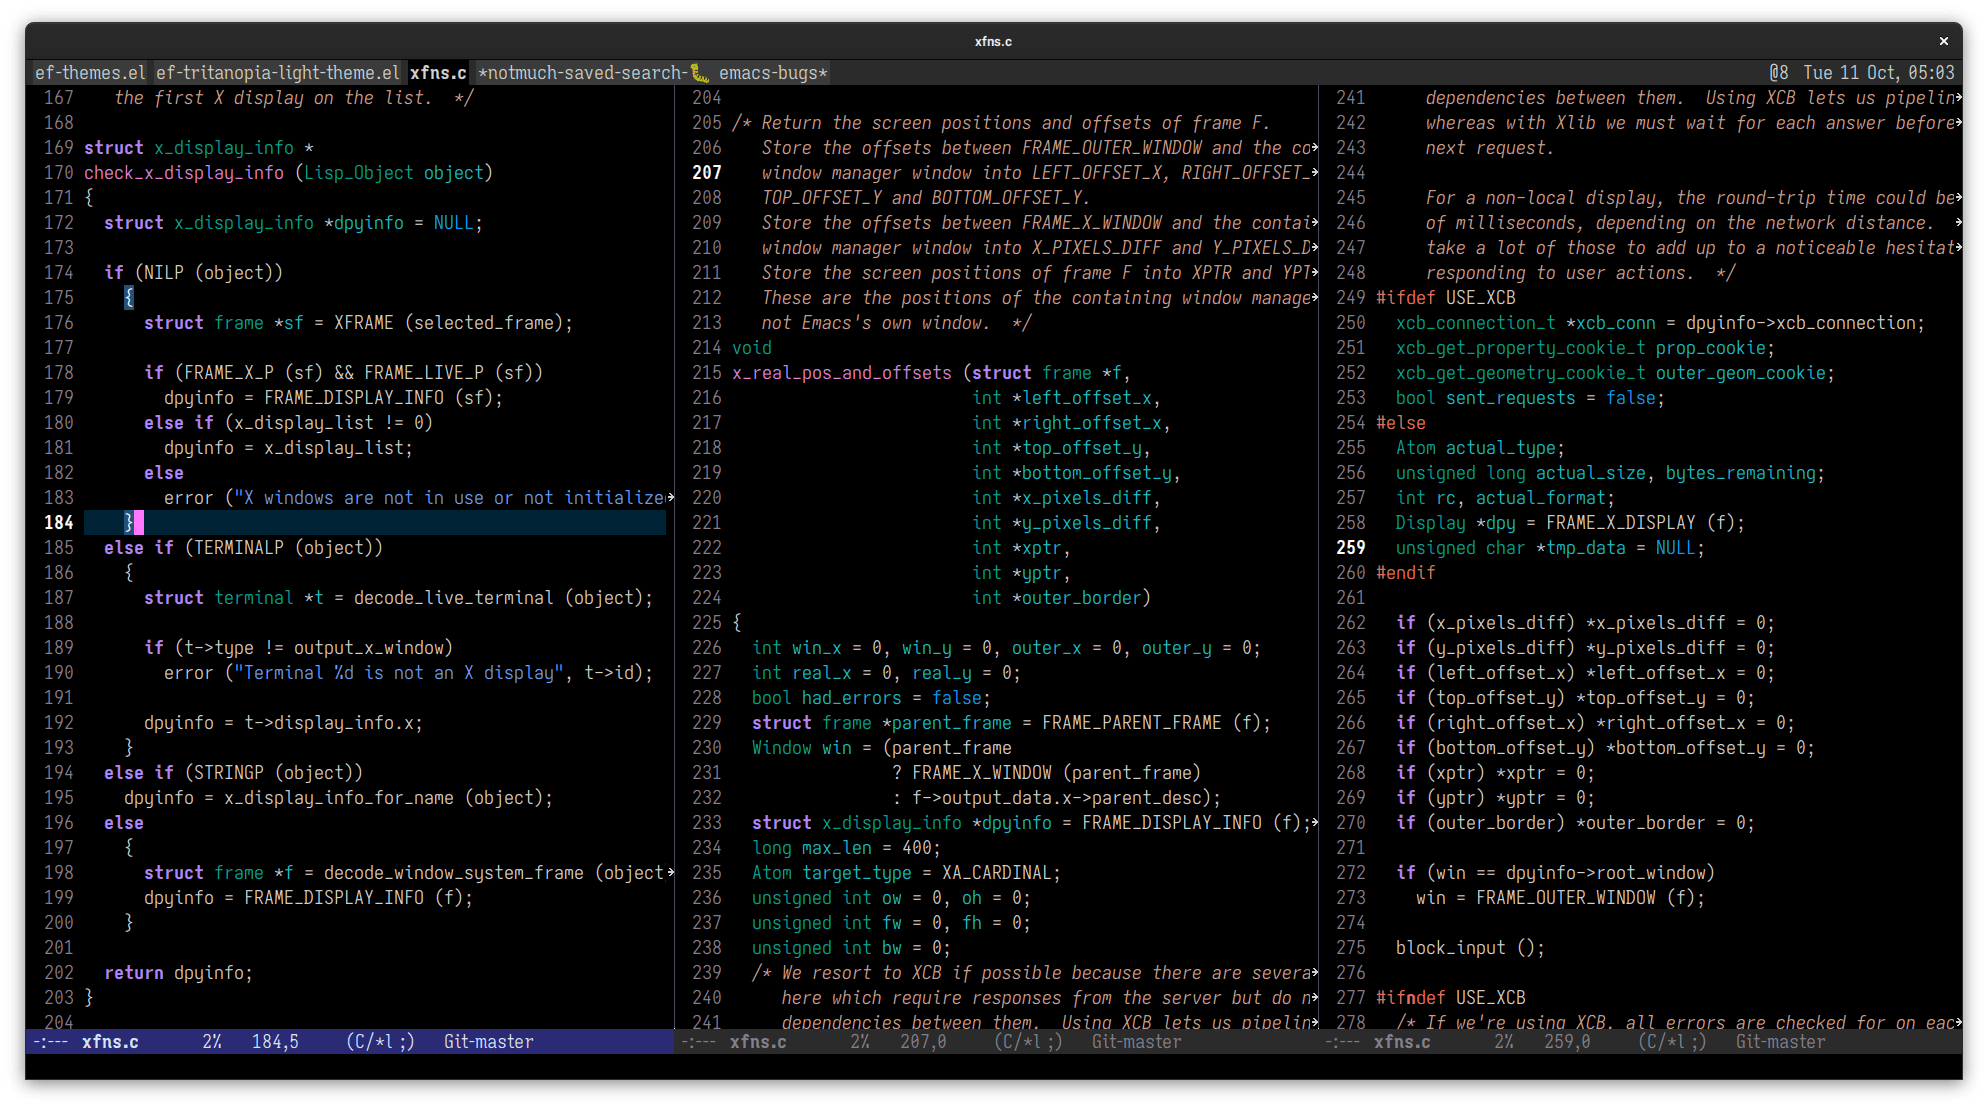 xfns.c ×
ef-themes.el ef-tritanopia-light-theme.el xfns.c *notmuch-saved-search-🐛 emacs-bugs* @8 Tue 11 Oct, 05:03
167    the first X display on the list.  */
168
169 struct x_display_info *
170 check_x_display_info (Lisp_Object object)
171 {
172   struct x_display_info *dpyinfo = NULL;
173
174   if (NILP (object))
175     {
176       struct frame *sf = XFRAME (selected_frame);
177
178       if (FRAME_X_P (sf) && FRAME_LIVE_P (sf))
179         dpyinfo = FRAME_DISPLAY_INFO (sf);
180       else if (x_display_list != 0)
181         dpyinfo = x_display_list;
182       else
183         error ("X windows are not in use or not initialize
184     }
185   else if (TERMINALP (object))
186     {
187       struct terminal *t = decode_live_terminal (object);
188
189       if (t->type != output_x_window)
190         error ("Terminal %d is not an X display", t->id);
191
192       dpyinfo = t->display_info.x;
193     }
194   else if (STRINGP (object))
195     dpyinfo = x_display_info_for_name (object);
196   else
197     {
198       struct frame *f = decode_window_system_frame (object
199       dpyinfo = FRAME_DISPLAY_INFO (f);
200     }
201
202   return dpyinfo;
203 }
204
-:--- xfns.c 2% 184,5 (C/*l ;) Git-master
204
205 /* Return the screen positions and offsets of frame F.
206    Store the offsets between FRAME_OUTER_WINDOW and the co
207    window manager window into LEFT_OFFSET_X, RIGHT_OFFSET_
208    TOP_OFFSET_Y and BOTTOM_OFFSET_Y.
209    Store the offsets between FRAME_X_WINDOW and the contai
210    window manager window into X_PIXELS_DIFF and Y_PIXELS_D
211    Store the screen positions of frame F into XPTR and YPT
212    These are the positions of the containing window manage
213    not Emacs's own window.  */
214 void
215 x_real_pos_and_offsets (struct frame *f,
216                         int *left_offset_x,
217                         int *right_offset_x,
218                         int *top_offset_y,
219                         int *bottom_offset_y,
220                         int *x_pixels_diff,
221                         int *y_pixels_diff,
222                         int *xptr,
223                         int *yptr,
224                         int *outer_border)
225 {
226   int win_x = 0, win_y = 0, outer_x = 0, outer_y = 0;
227   int real_x = 0, real_y = 0;
228   bool had_errors = false;
229   struct frame *parent_frame = FRAME_PARENT_FRAME (f);
230   Window win = (parent_frame
231                 ? FRAME_X_WINDOW (parent_frame)
232                 : f->output_data.x->parent_desc);
233   struct x_display_info *dpyinfo = FRAME_DISPLAY_INFO (f);
234   long max_len = 400;
235   Atom target_type = XA_CARDINAL;
236   unsigned int ow = 0, oh = 0;
237   unsigned int fw = 0, fh = 0;
238   unsigned int bw = 0;
239   /* We resort to XCB if possible because there are severa
240      here which require responses from the server but do n
241      dependencies between them.  Using XCB lets us pipelin
-:--- xfns.c 2% 207,0 (C/*l ;) Git-master
241      dependencies between them.  Using XCB lets us pipelin
242      whereas with Xlib we must wait for each answer before
243      next request.
244
245      For a non-local display, the round-trip time could be
246      of milliseconds, depending on the network distance.
247      take a lot of those to add up to a noticeable hesitat
248      responding to user actions.  */
249 #ifdef USE_XCB
250   xcb_connection_t *xcb_conn = dpyinfo->xcb_connection;
251   xcb_get_property_cookie_t prop_cookie;
252   xcb_get_geometry_cookie_t outer_geom_cookie;
253   bool sent_requests = false;
254 #else
255   Atom actual_type;
256   unsigned long actual_size, bytes_remaining;
257   int rc, actual_format;
258   Display *dpy = FRAME_X_DISPLAY (f);
259   unsigned char *tmp_data = NULL;
260 #endif
261
262   if (x_pixels_diff) *x_pixels_diff = 0;
263   if (y_pixels_diff) *y_pixels_diff = 0;
264   if (left_offset_x) *left_offset_x = 0;
265   if (top_offset_y) *top_offset_y = 0;
266   if (right_offset_x) *right_offset_x = 0;
267   if (bottom_offset_y) *bottom_offset_y = 0;
268   if (xptr) *xptr = 0;
269   if (yptr) *yptr = 0;
270   if (outer_border) *outer_border = 0;
271
272   if (win == dpyinfo->root_window)
273     win = FRAME_OUTER_WINDOW (f);
274
275   block_input ();
276
277 #ifndef USE_XCB
278   /* If we're using XCB, all errors are checked for on eac
-:--- xfns.c 2% 259,0 (C/*l ;) Git-master